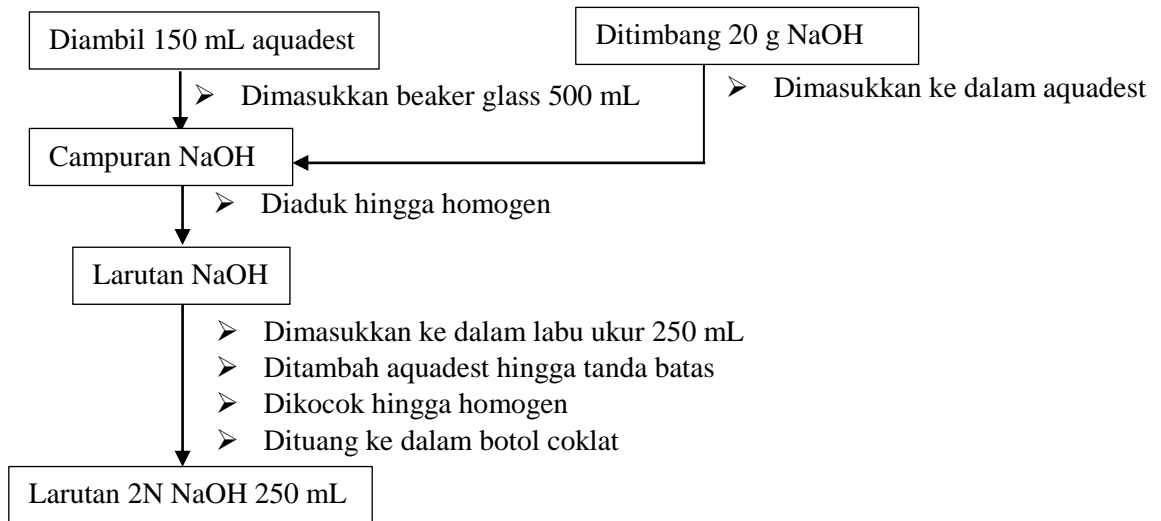 Diambil 150 mL aquadest
Ditimbang 20 g NaOH
➢ Dimasukkan beaker glass 500 mL
➢ Dimasukkan ke dalam aquadest
Campuran NaOH
➢ Diaduk hingga homogen
Larutan NaOH
➢ Dimasukkan ke dalam labu ukur 250 mL
➢ Ditambah aquadest hingga tanda batas
➢ Dikocok hingga homogen
➢ Dituang ke dalam botol coklat
Larutan 2N NaOH 250 mL